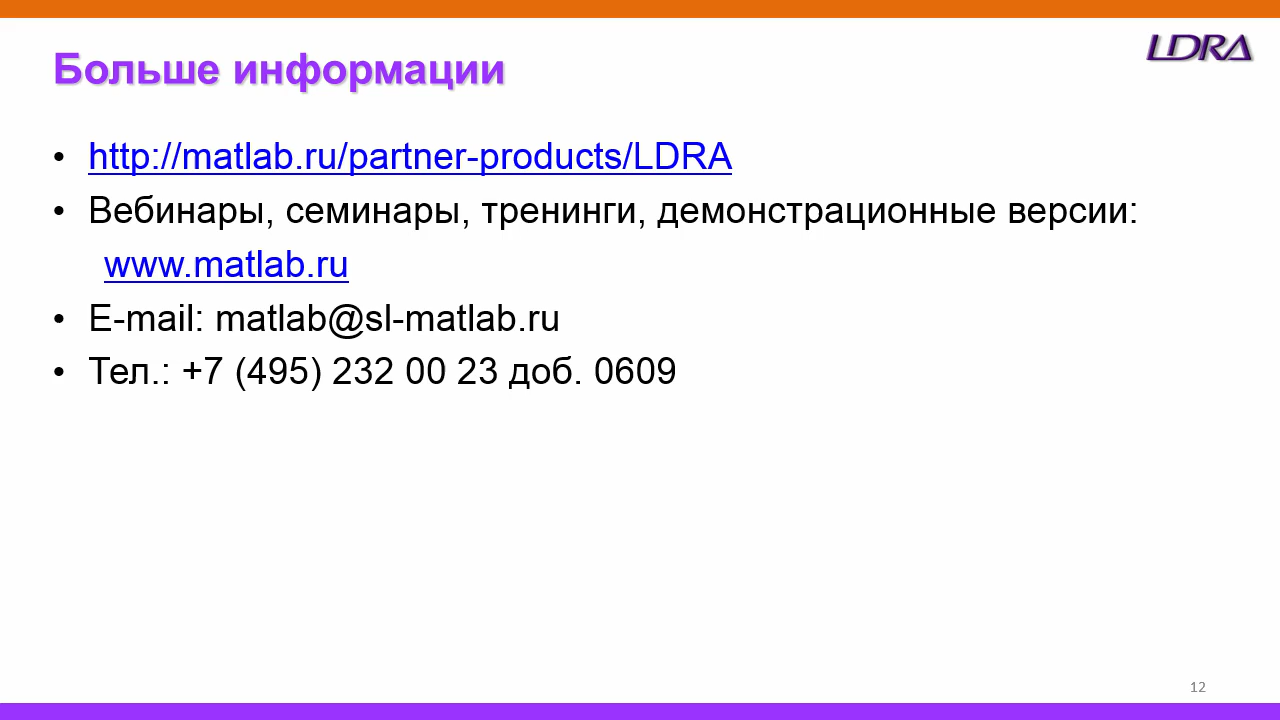 LDRA
Больше информации
• http://matlab.ru/partner-products/LDRA
• Вебинары, семинары, тренинги, демонстрационные версии:
www.matlab.ru
• E-mail: matlab@sl-matlab.ru
• Тел.: +7 (495) 232 00 23 доб. 0609
12